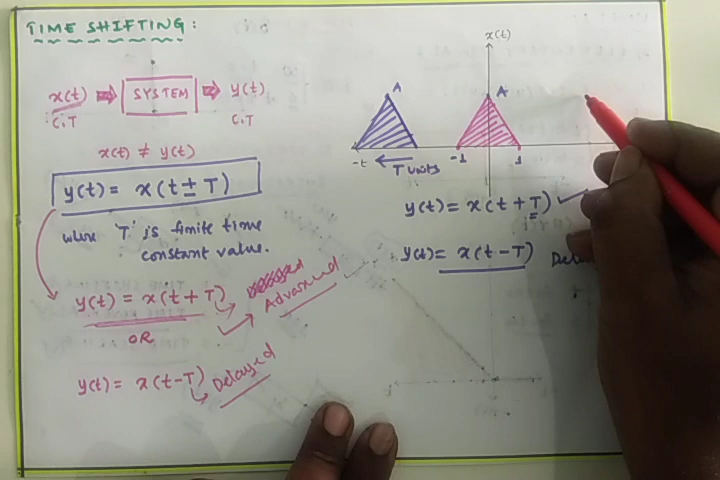 TIME SHIFTING:
x(t) ⇒ SYSTEM ⇒ y(t)
C.T C.T
x(t) ≠ y(t)
y(t) = x(t ± T)
where 'T' is finite time
constant value.
y(t) = x(t+T)
Advanced
OR
y(t) = x(t-T)
Delayed
x(t)
A A
-t ← T units -1 1
y(t) = x(t+T) ✓
y(t) = x(t-T)